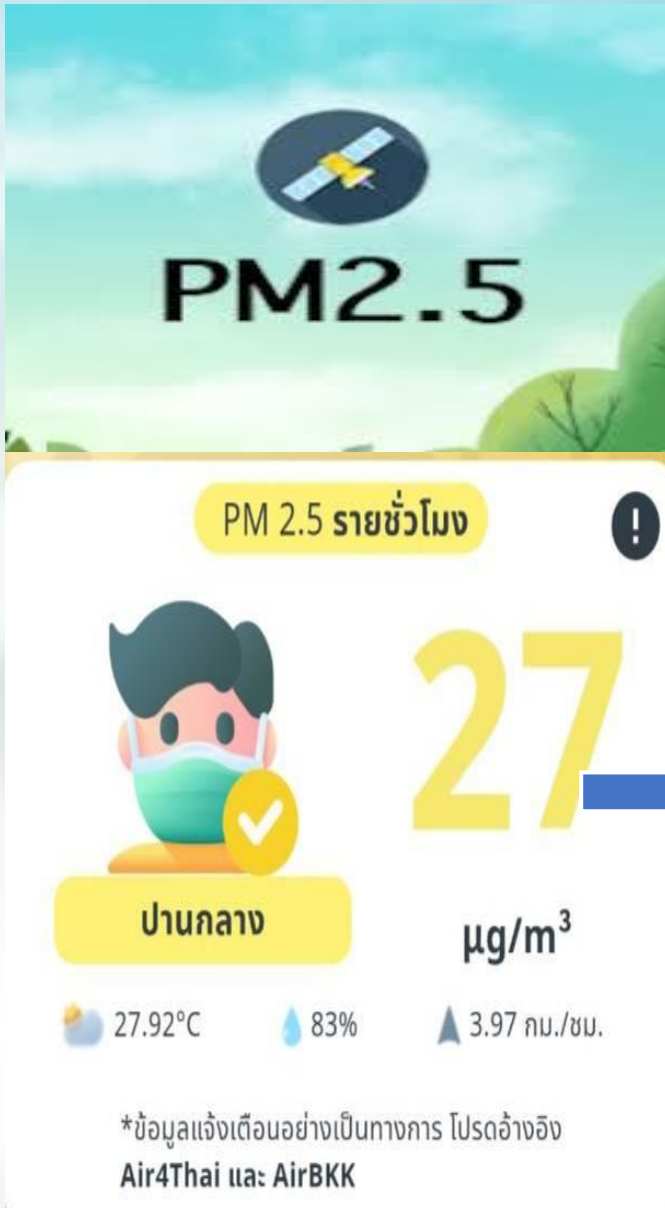 PM2.5
PM 2.5 รายชั่วโมง
!
27
ปานกลาง
µg/m³
27.92°C 83% 3.97 กม./ชม.
*ข้อมูลแจ้งเตือนอย่างเป็นทางการ โปรดอ้างอิง
Air4Thai และ AirBKK